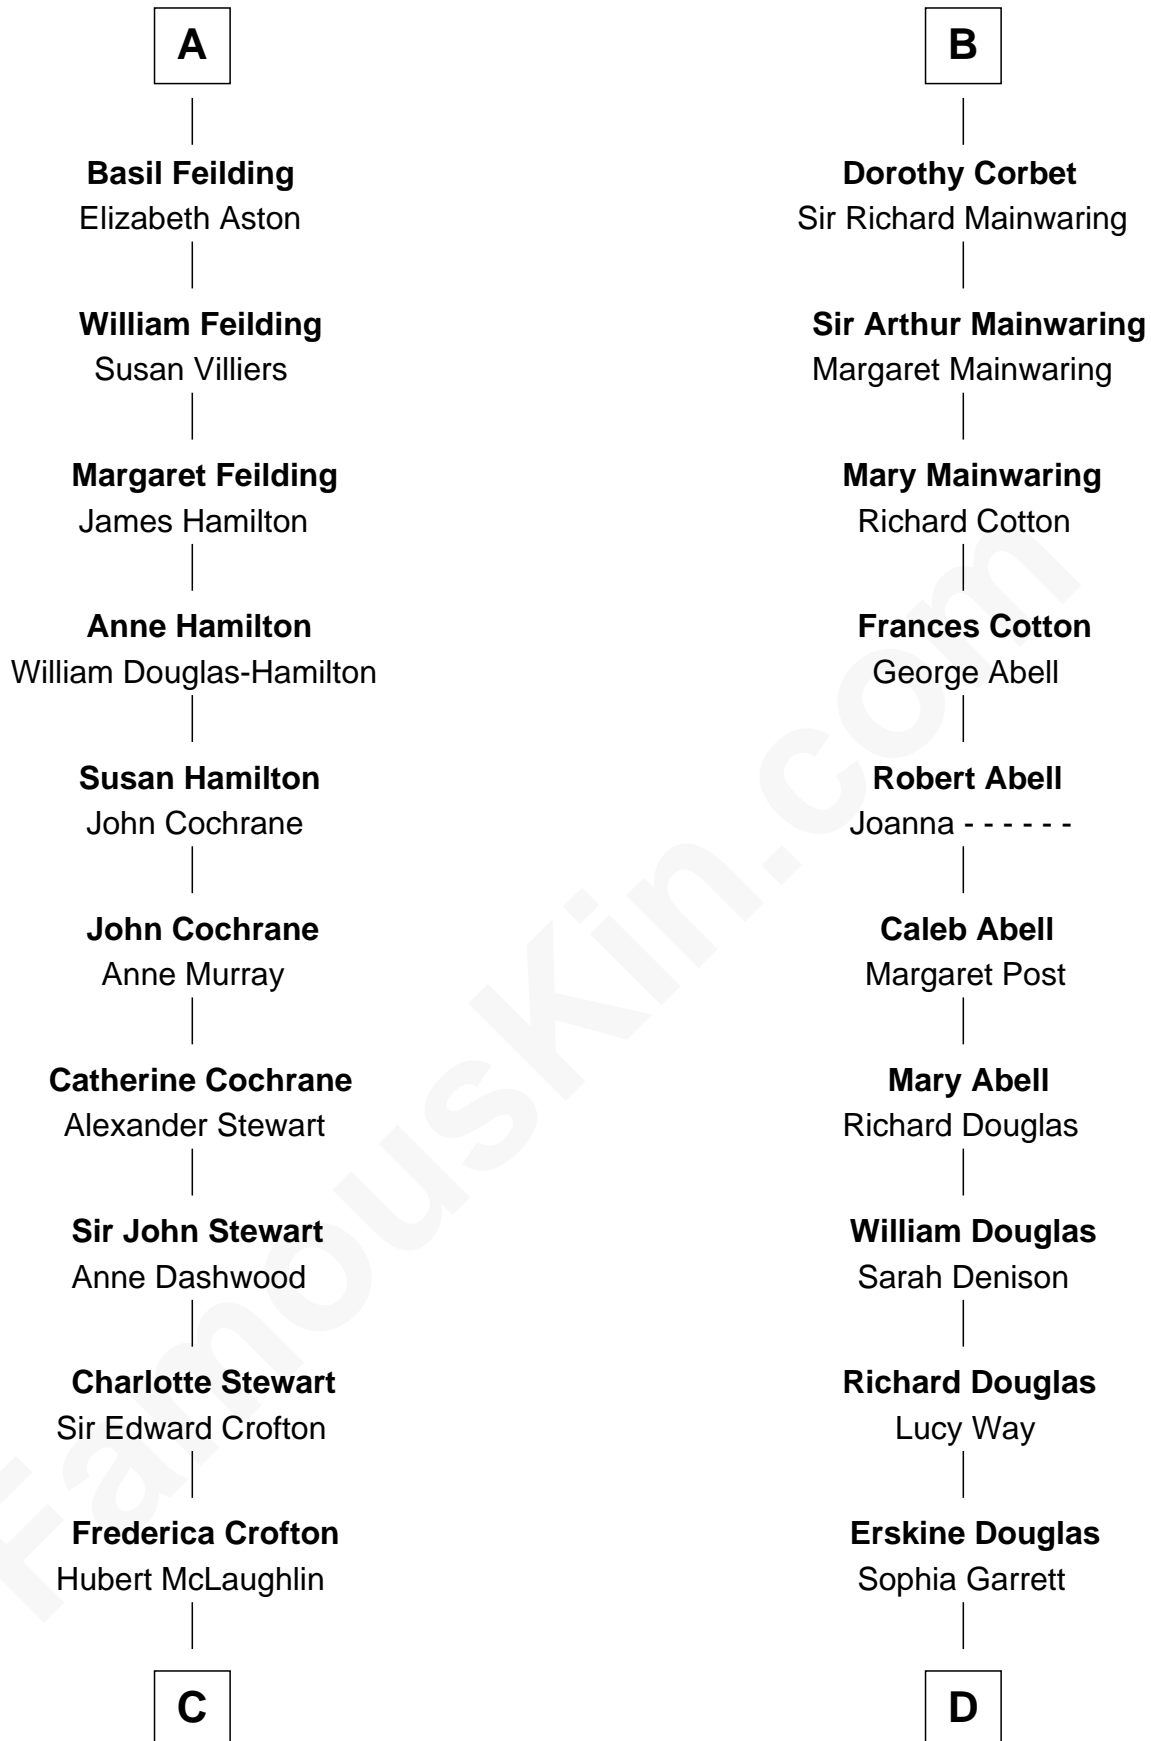 A
Basil Feilding
Elizabeth Aston
William Feilding
Susan Villiers
Margaret Feilding
James Hamilton
Anne Hamilton
William Douglas-Hamilton
Susan Hamilton
John Cochrane
John Cochrane
Anne Murray
Catherine Cochrane
Alexander Stewart
Sir John Stewart
Anne Dashwood
Charlotte Stewart
Sir Edward Crofton
Frederica Crofton
Hubert McLaughlin
C
B
Dorothy Corbet
Sir Richard Mainwaring
Sir Arthur Mainwaring
Margaret Mainwaring
Mary Mainwaring
Richard Cotton
Frances Cotton
George Abell
Robert Abell
Joanna - - - - - -
Caleb Abell
Margaret Post
Mary Abell
Richard Douglas
William Douglas
Sarah Denison
Richard Douglas
Lucy Way
Erskine Douglas
Sophia Garrett
D
FamousKin.com